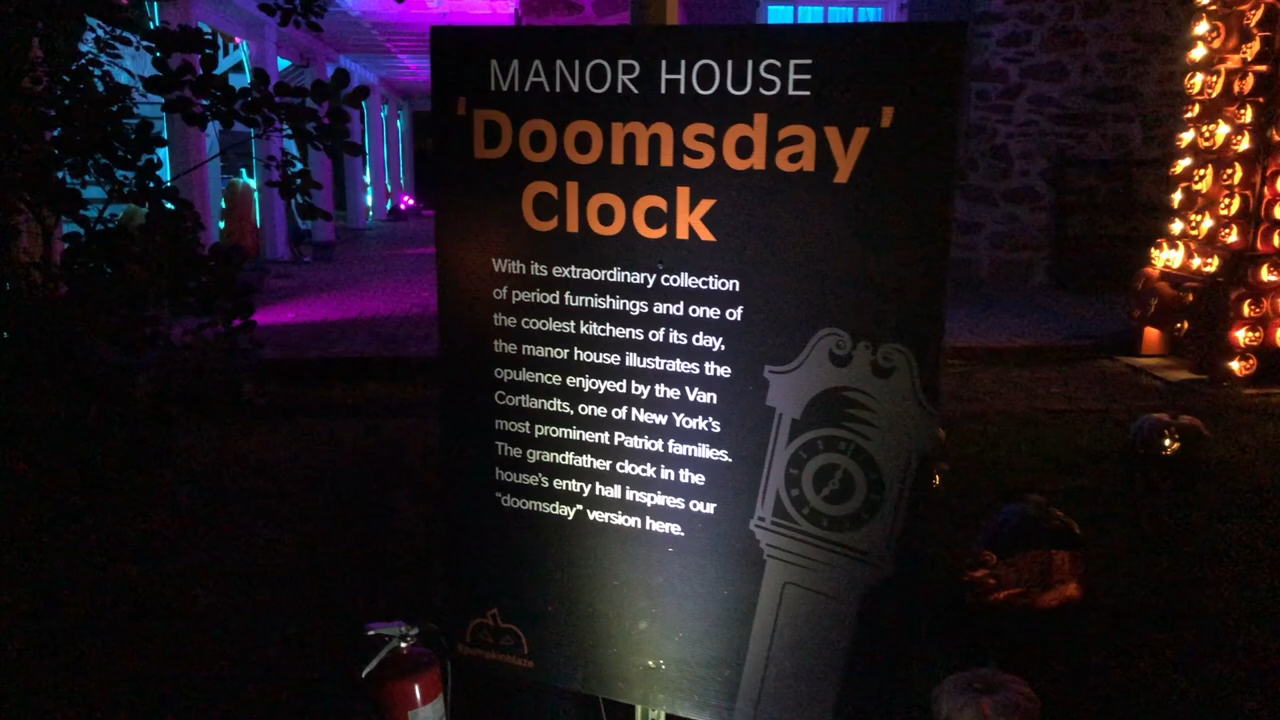 MANOR HOUSE
'Doomsday'
Clock
With its extraordinary collection
of period furnishings and one of
the coolest kitchens of its day,
the manor house illustrates the
opulence enjoyed by the Van
Cortlandts, one of New York's
most prominent Patriot families.
The grandfather clock in the
house's entry hall inspires our
"doomsday" version here.
#pumpkinblaze